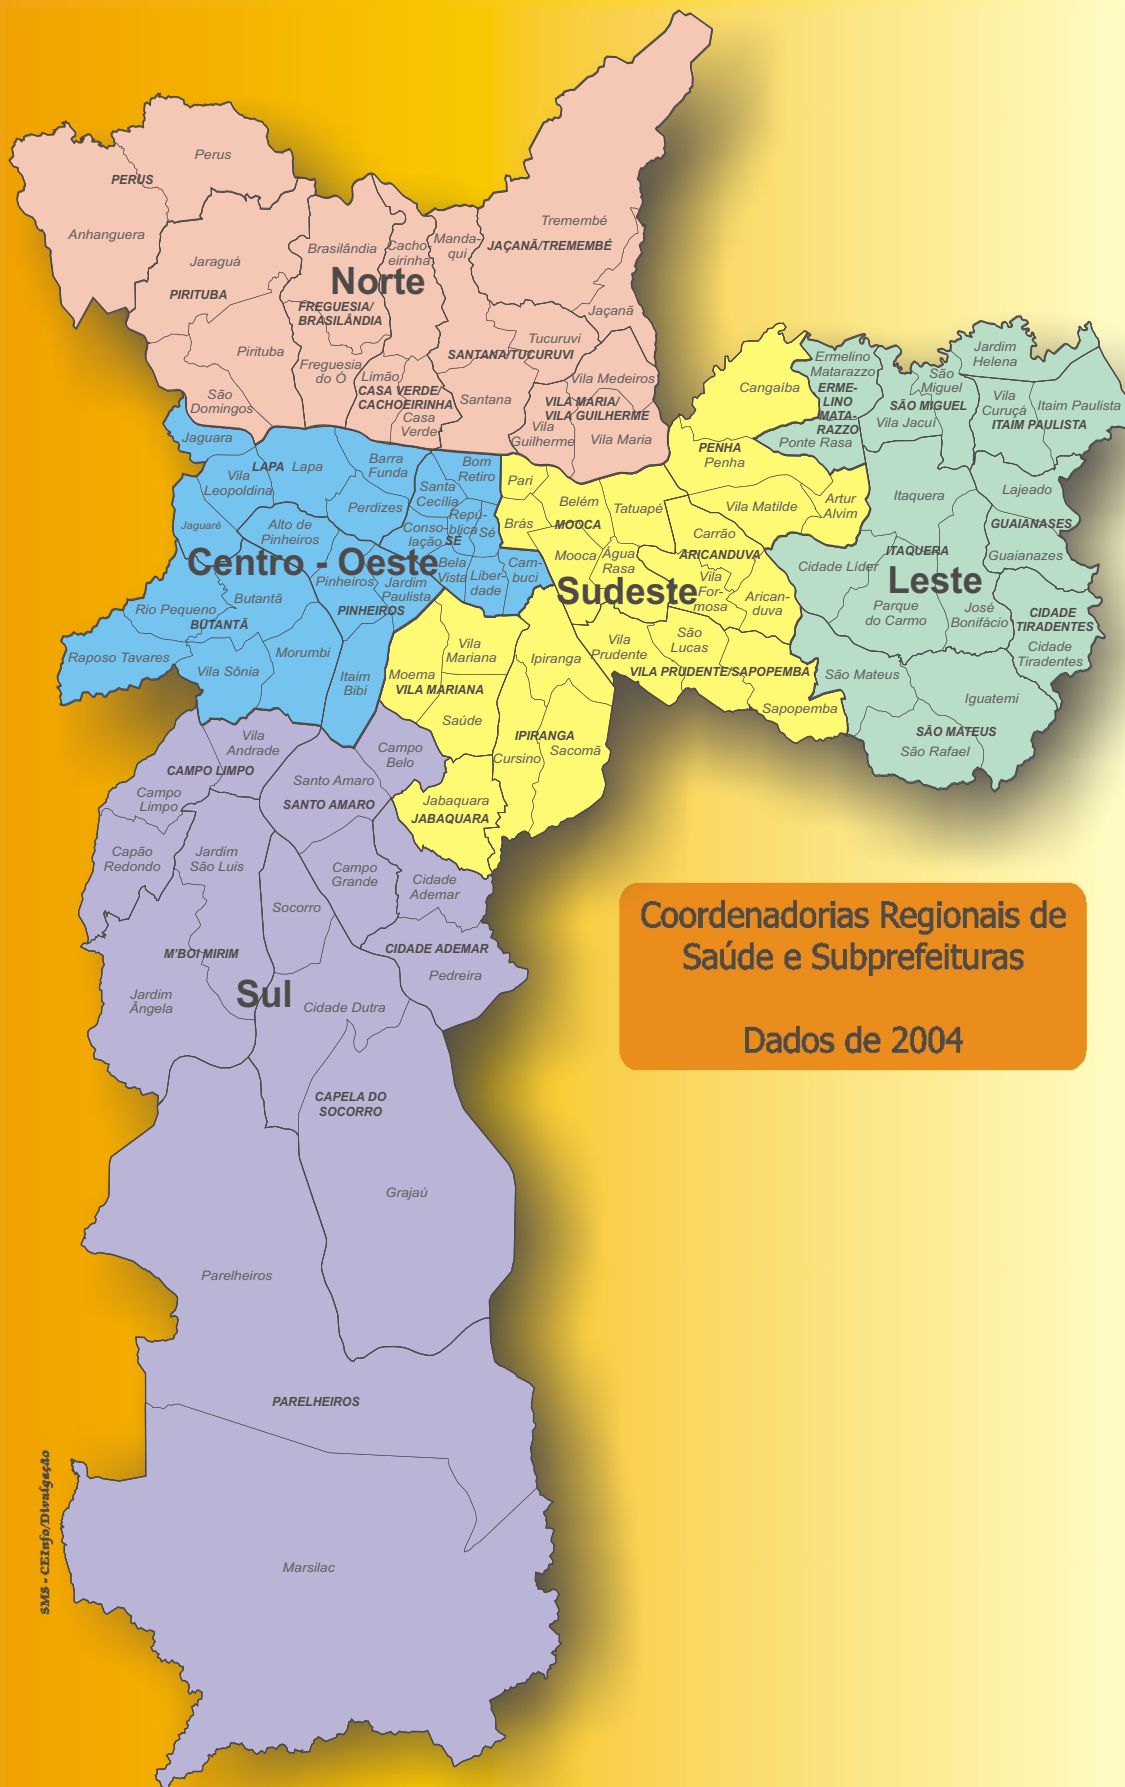 Perus
PERUS
Anhanguera
Jaraguá
PIRITUBA
Pirituba
São
Domingos
Brasilândia
Cacho-
eirinha
Norte
FREGUESIA/
BRASILÂNDIA
Freguesia
do Ó
Limão
CASA VERDE/
CACHOEIRINHA
Casa
Verde
Manda-
qui
Tremembé
JAÇANÃ/TREMEMBÉ
Jaçanã
Tucuruvi
SANTANA/TUCURUVI
Santana
Vila Medeiros
VILA MARIA/
VILA GUILHERME
Vila
Guilherme
Vila Maria
Jaguara
LAPA
Lapa
Vila
Leopoldina
Barra
Funda
Perdizes
Jaguaré
Alto de
Pinheiros
Bom
Retiro
Santa
Cecília
Repú-
blica
Sé
Conso-
lação
SÉ
Bela
Vista
Liber-
dade
Cam-
buci
Centro - Oeste
Pinheiros
Jardim
Paulista
PINHEIROS
Butantã
Rio Pequeno
BUTANTÃ
Raposo Tavares
Vila Sônia
Morumbi
Itaim
Bibi
Cangaíba
PENHA
Penha
Vila Matilde
Artur
Alvim
Pari
Belém
Tatuapé
Brás
MOOCA
Mooca
Água
Rasa
Carrão
ARICANDUVA
Vila
For-
mosa
Arican-
duva
Sudeste
Vila
Prudente
São
Lucas
VILA PRUDENTE/SAPOPEMBA
Sapopemba
Vila
Mariana
Moema
VILA MARIANA
Saúde
Ipiranga
IPIRANGA
Cursino
Sacomã
Jabaquara
JABAQUARA
Ermelino
Matarazzo
ERME-
LINO
MATA-
RAZZO
Ponte Rasa
São
Miguel
SÃO MIGUEL
Vila Jacuí
Jardim
Helena
Vila
Curuçá
Itaim Paulista
ITAIM PAULISTA
Itaquera
Lajeado
GUAIANASES
Guaianazes
ITAQUERA
Cidade Líder
Leste
Parque
do Carmo
José
Bonifácio
CIDADE
TIRADENTES
Cidade
Tiradentes
São Mateus
Iguatemi
SÃO MATEUS
São Rafael
Vila
Andrade
CAMPO LIMPO
Campo
Limpo
Capão
Redondo
Campo
Belo
Santo Amaro
SANTO AMARO
Jardim
São Luis
Campo
Grande
Socorro
Cidade
Ademar
CIDADE ADEMAR
Pedreira
M'BOI MIRIM
Jardim
Ângela
Sul
Cidade Dutra
CAPELA DO
SOCORRO
Grajaú
Parelheiros
PARELHEIROS
Marsilac
Coordenadorias Regionais de
Saúde e Subprefeituras
Dados de 2004
SMS - CEInfo/Divulgação